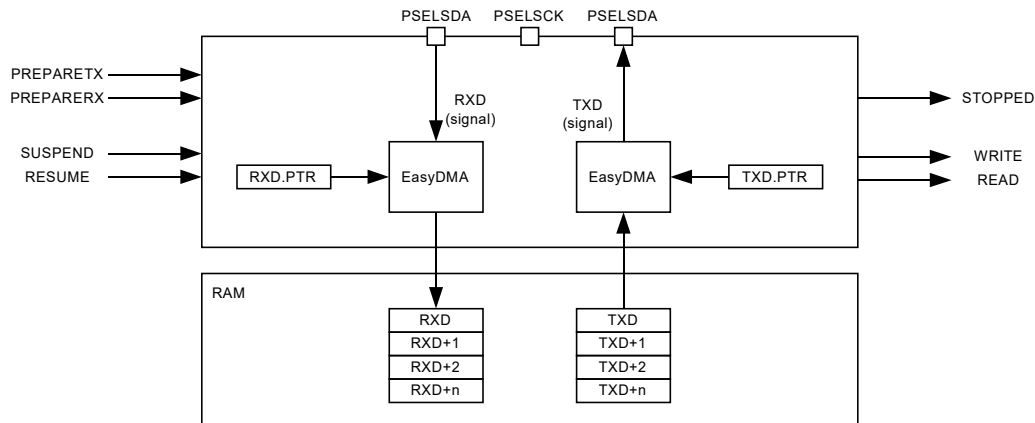 PSELSDA PSELSCK PSELSDA
PREPARETX
PREPARERX
SUSPEND
RESUME
RXD
(signal)
TXD
(signal)
STOPPED
WRITE
READ
RXD.PTR
EasyDMA
EasyDMA
TXD.PTR
RAM
RXD
RXD+1
RXD+2
RXD+n
TXD
TXD+1
TXD+2
TXD+n